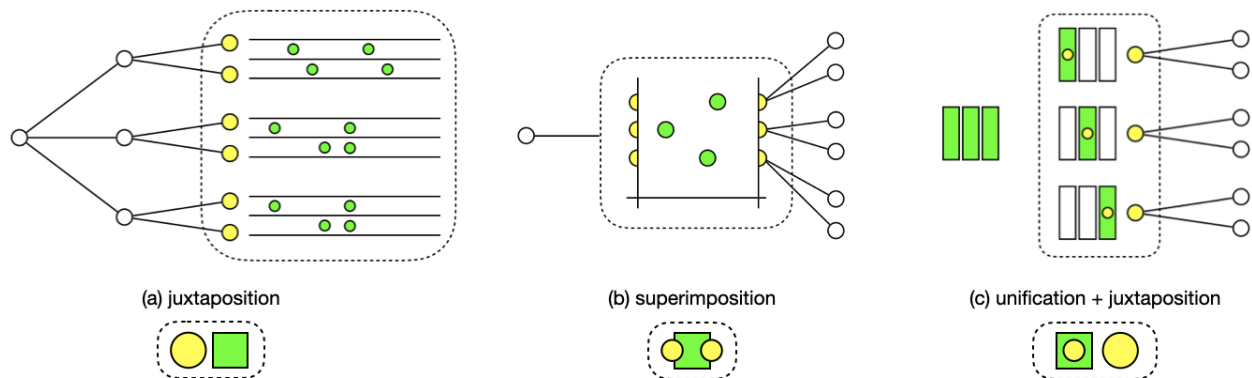 (a) juxtaposition
(b) superimposition
(c) unification + juxtaposition